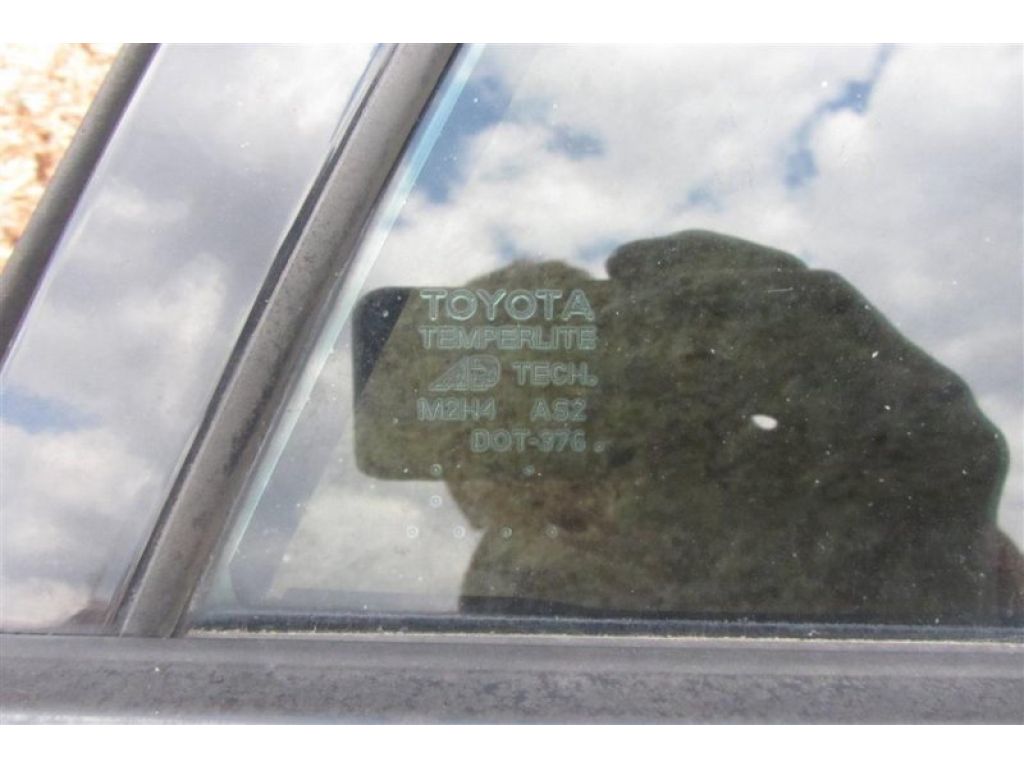 TOYOTA
TEMPERLITE
TECH.
M2H4 AS2
DOT-376